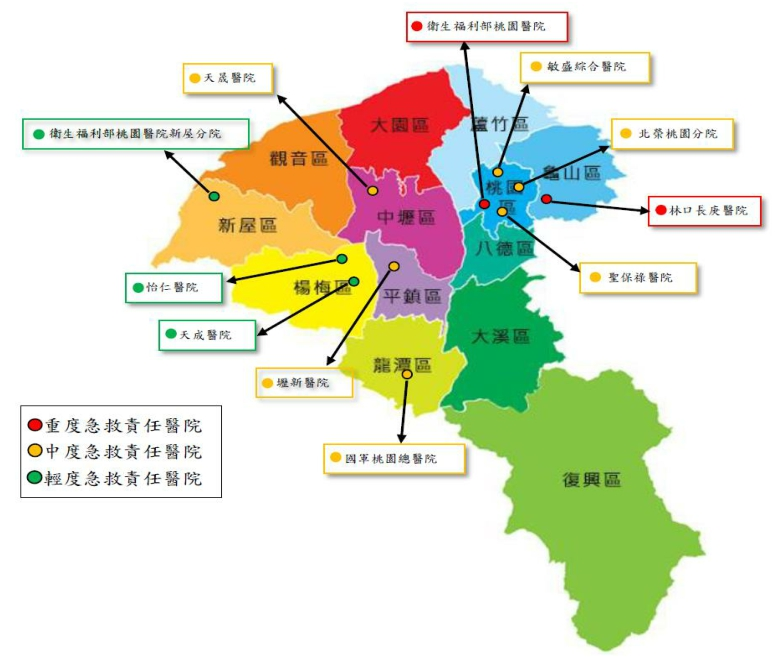 衛生福利部桃園醫院
敏盛綜合醫院
天晟醫院
大園區
蘆竹區
衛生福利部桃園醫院新屋分院
北榮桃園分院
觀音區
龜山區
桃園
區
林口長庚醫院
中壢區
新屋區
八德區
聖保祿醫院
怡仁醫院
楊梅區
平鎮區
天成醫院
大溪區
龍潭區
壢新醫院
重度急救責任醫院
中度急救責任醫院
輕度急救責任醫院
國軍桃園總醫院
復興區